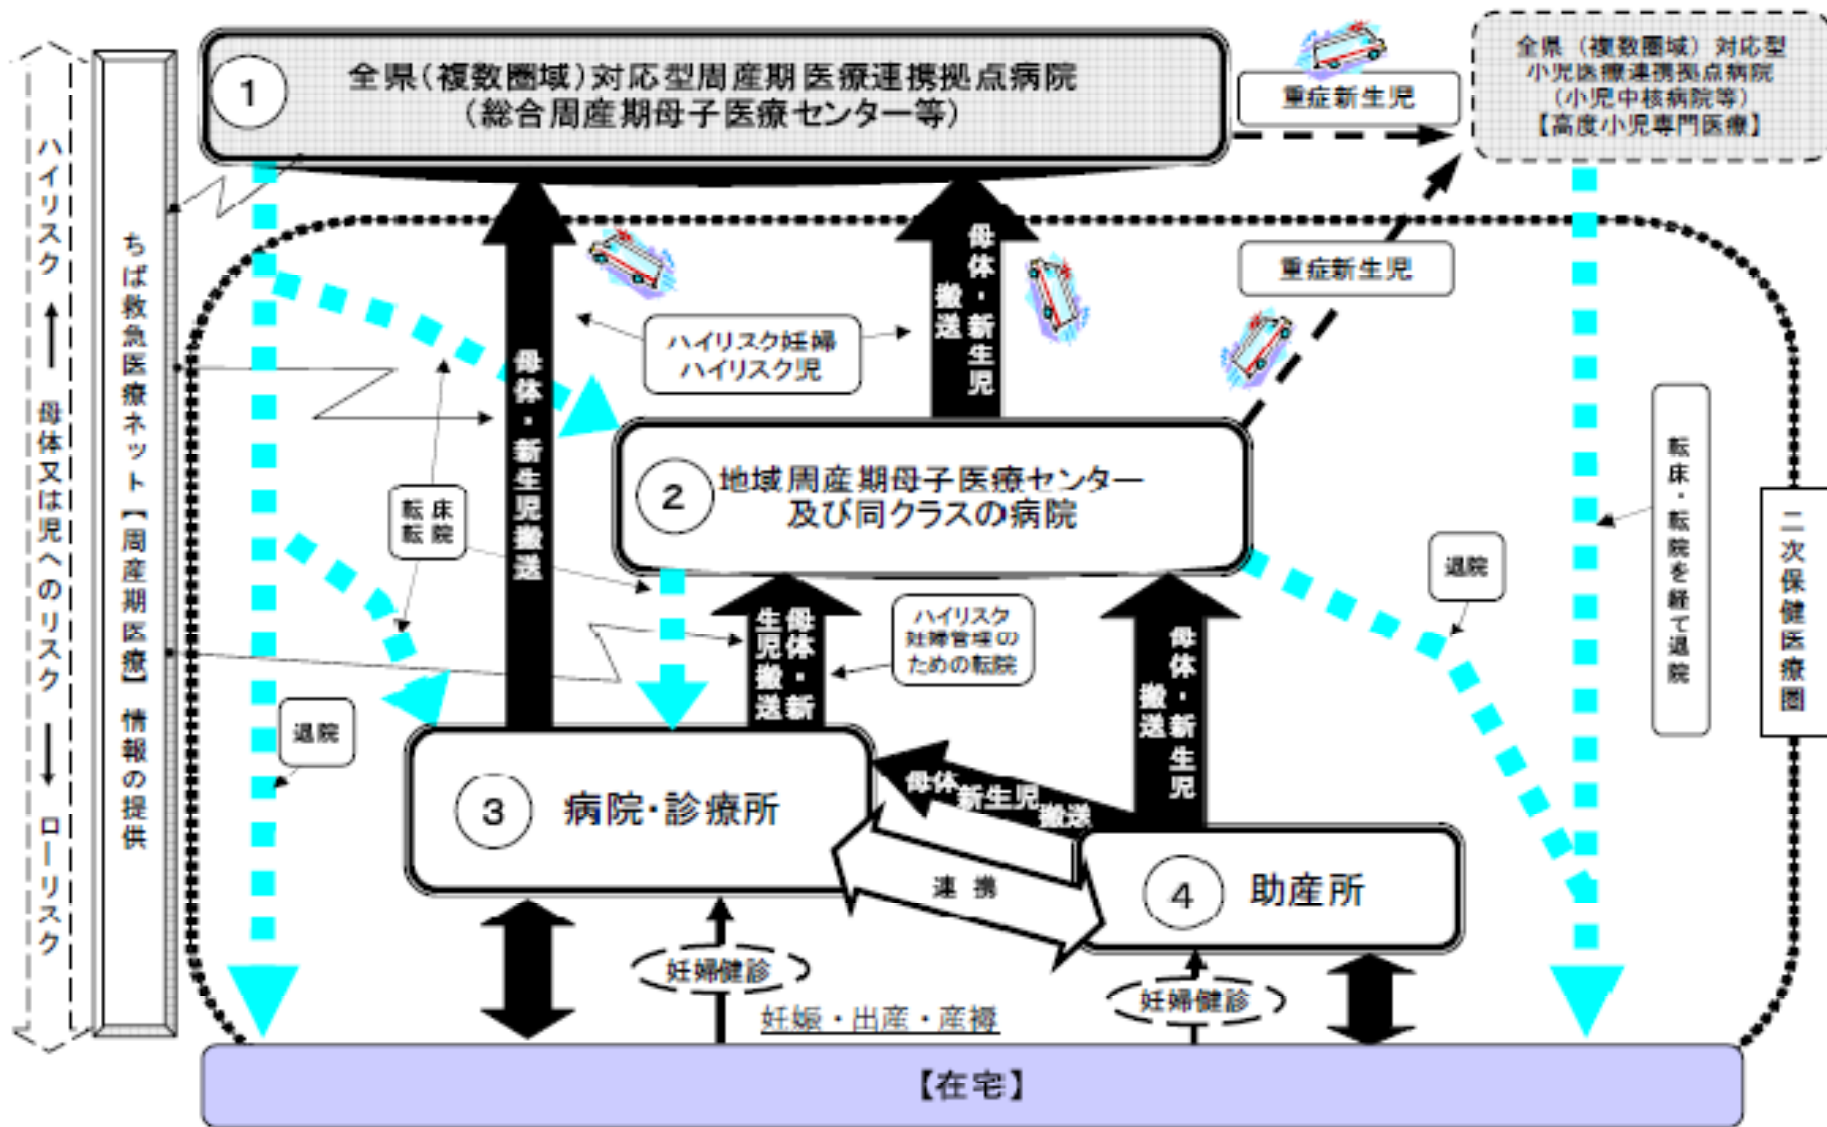 ① 全県(複数圏域)対応型周産期医療連携拠点病院
(総合周産期母子医療センター等)
重症新生児
全県（複数圏域）対応型
小児医療連携拠点病院
(小児中核病院等)
【高度小児専門医療】
ハイリスク
母体又は児へのリスク
ローリスク
ちば救急医療ネット【周産期医療】情報の提供
重症新生児
母体・新生児
搬送
ハイリスク妊婦
ハイリスク児
母体・新生児搬送
② 地域周産期母子医療センター
及び同クラスの病院
転床
転院
転床・転院を経て退院
二次保健医療圏
退院
母体・新
生児搬送
ハイリスク
妊婦管理の
ための転院
母体・新生児
搬送
退院
③ 病院・診療所
母体
新生児
搬送
連携
④ 助産所
妊婦健診
妊婦健診
妊娠・出産・産褥
【在宅】